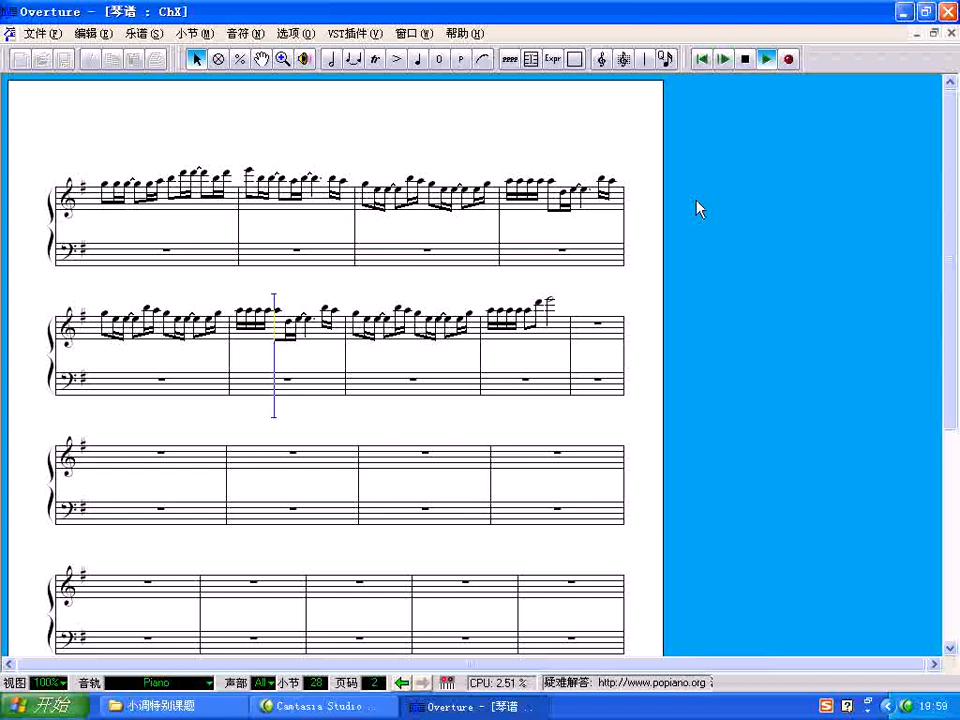 Overture - [琴谱 : ChX]
文件(F) 编辑(E) 乐谱(S) 小节(M) 音符(N) 选项(O) VST插件(V) 窗口(W) 帮助(H)
Expr
视图 100% 音轨 Piano 声部 All 小节 28 页码 2 CPU: 2.51 % 疑难解答: http://www.popiano.org
开始 小调特别课题 Camtasia Studio ... Overture - [琴谱 ... 19:59